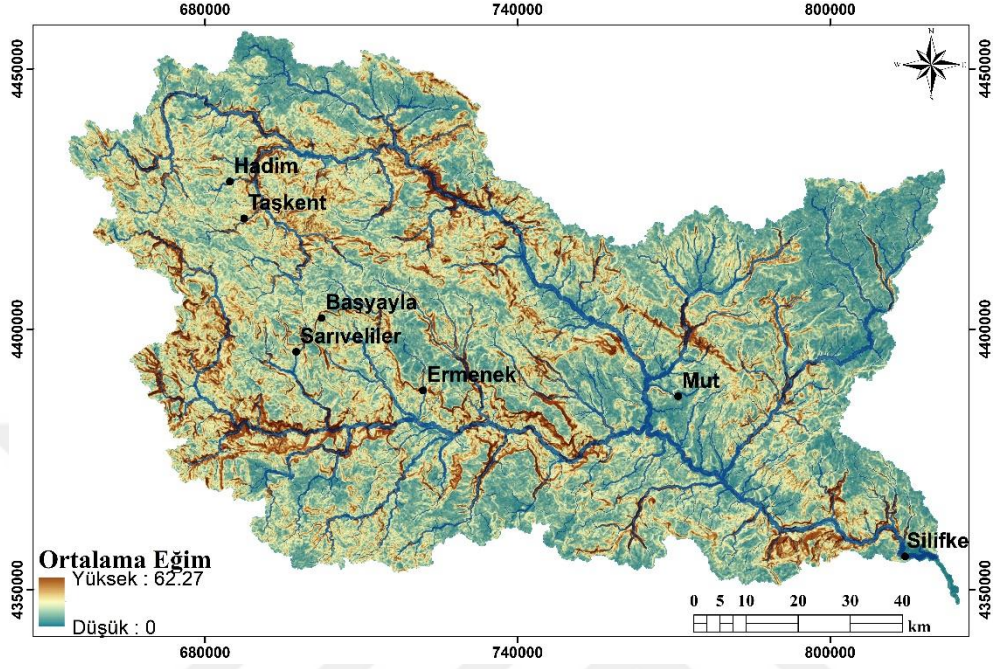 680000 740000 800000
4450000 4450000
N
W E
S
Hadim
Taşkent
Başyayla
4400000 4400000
Sarıveliler
Ermenek
Mut
Silifke
Ortalama Eğim
Yüksek : 62.27
Düşük : 0
4350000 4350000
0 5 10 20 30 40
km
680000 740000 800000